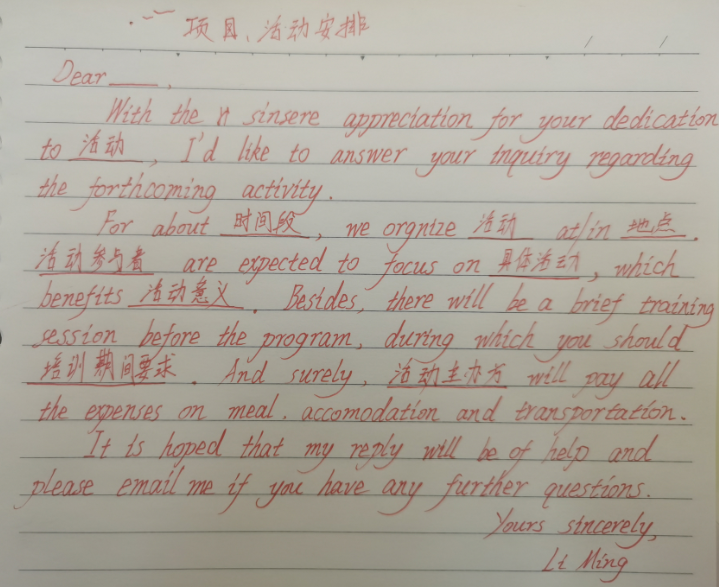 项目、活动安排
Dear ____,
With the sinsere appreciation for your dedication
to 活动, I'd like to answer your inquiry regarding
the forthcoming activity.
For about 时间段, we orgnize 活动 at/in 地点.
活动参与者 are expected to focus on 具体活动, which
benefits 活动意义. Besides, there will be a brief training
session before the program, during which you should
培训期间要求. And surely, 活动主办方 will pay all
the expenses on meal. accomodation and transportation.
It is hoped that my reply will be of help and
please email me if you have any further questions.
Yours sincerely,
Li Ming